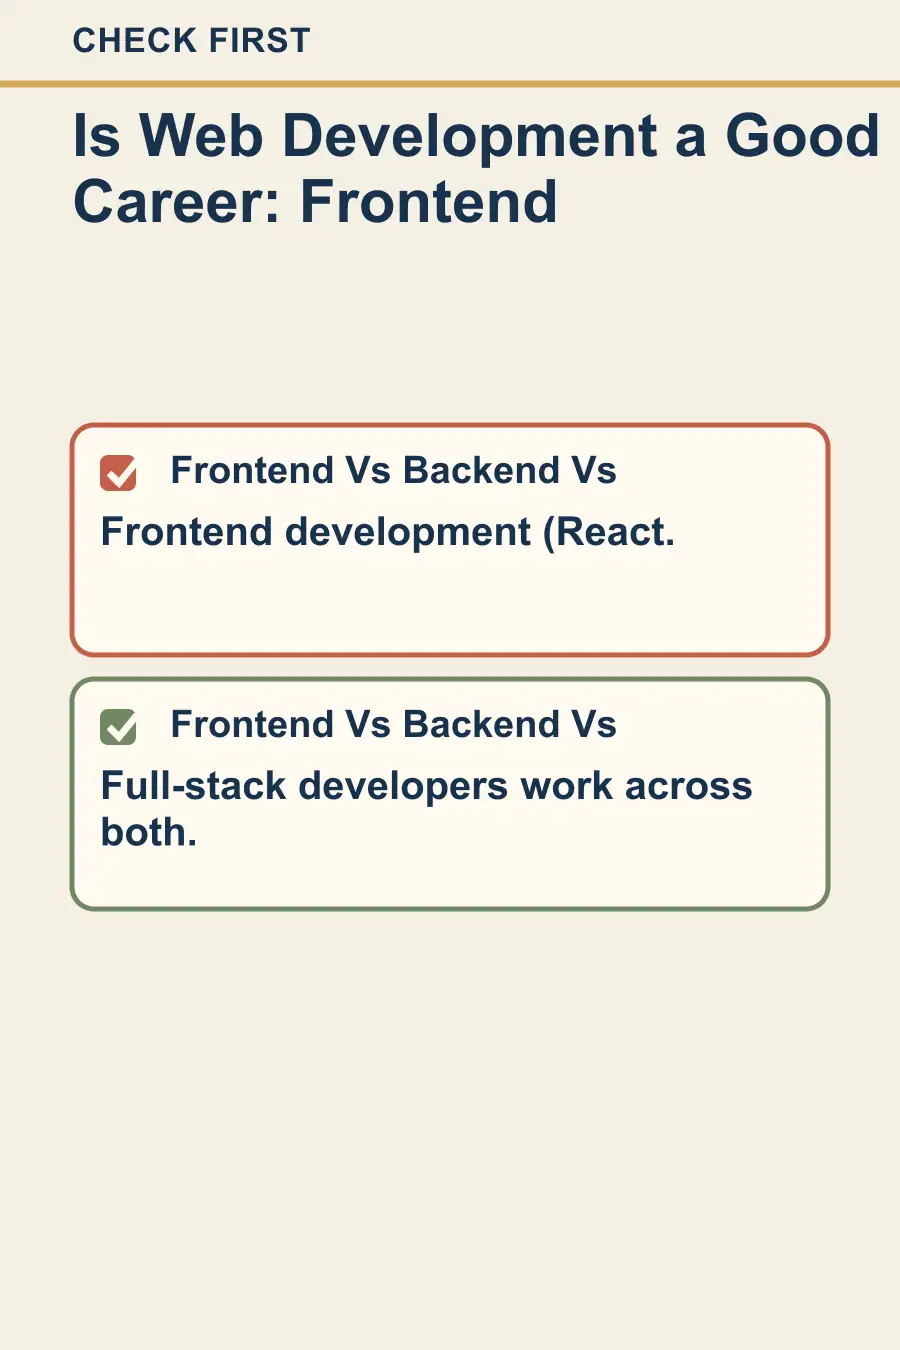 CHECK FIRST
Is Web Development a Good
Career: Frontend
Frontend Vs Backend Vs
Frontend development (React.
Frontend Vs Backend Vs
Full-stack developers work across
both.